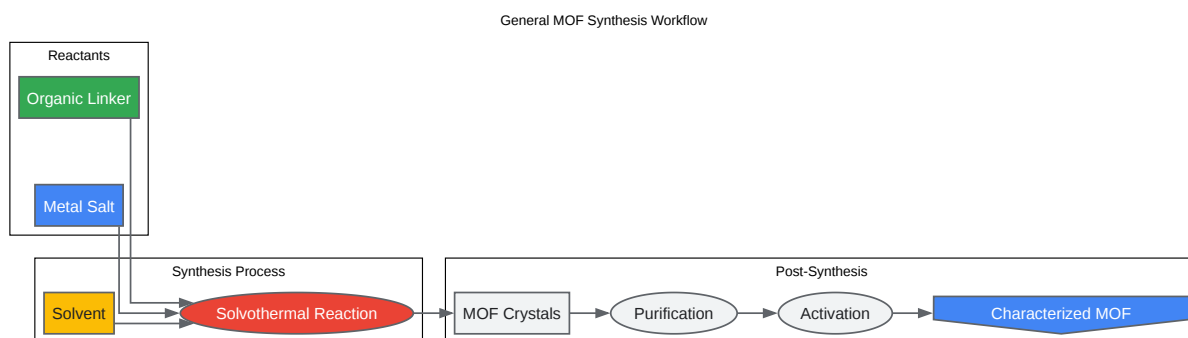 General MOF Synthesis Workflow
Reactants
Organic Linker
Metal Salt
Synthesis Process
Solvent
Solvothermal Reaction
Post-Synthesis
MOF Crystals
Purification
Activation
Characterized MOF